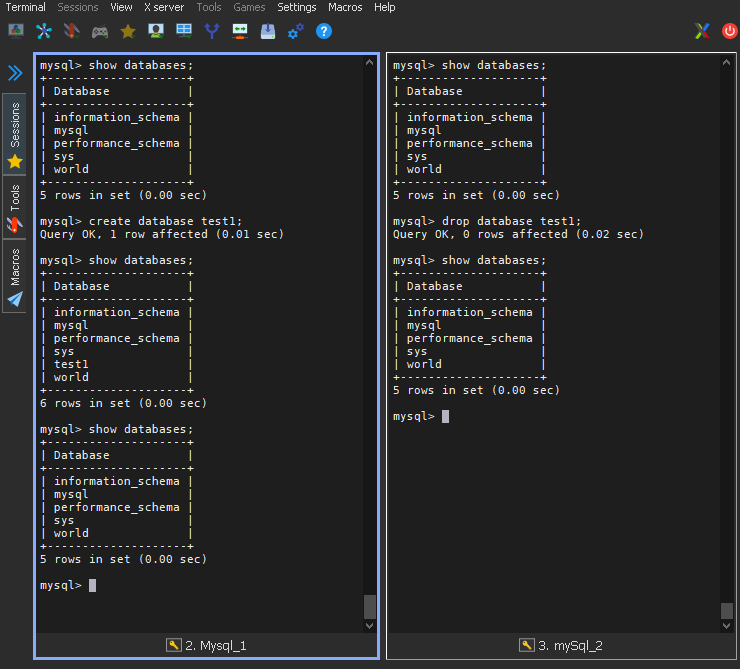 Terminal Sessions View X server Tools Games Settings Macros Help
Sessions
Tools
Macros
mysql> show databases;
+--------------------+
| Database           |
+--------------------+
| information_schema |
| mysql              |
| performance_schema |
| sys                |
| world              |
+--------------------+
5 rows in set (0.00 sec)
mysql> create database test1;
Query OK, 1 row affected (0.01 sec)
mysql> show databases;
+--------------------+
| Database           |
+--------------------+
| information_schema |
| mysql              |
| performance_schema |
| sys                |
| test1              |
| world              |
+--------------------+
6 rows in set (0.00 sec)
mysql> show databases;
+--------------------+
| Database           |
+--------------------+
| information_schema |
| mysql              |
| performance_schema |
| sys                |
| world              |
+--------------------+
5 rows in set (0.00 sec)
mysql>
2. Mysql_1
mysql> show databases;
+--------------------+
| Database           |
+--------------------+
| information_schema |
| mysql              |
| performance_schema |
| sys                |
| world              |
+--------------------+
5 rows in set (0.00 sec)
mysql> drop database test1;
Query OK, 0 rows affected (0.02 sec)
mysql> show databases;
+--------------------+
| Database           |
+--------------------+
| information_schema |
| mysql              |
| performance_schema |
| sys                |
| world              |
+--------------------+
5 rows in set (0.00 sec)
mysql>
3. mySql_2